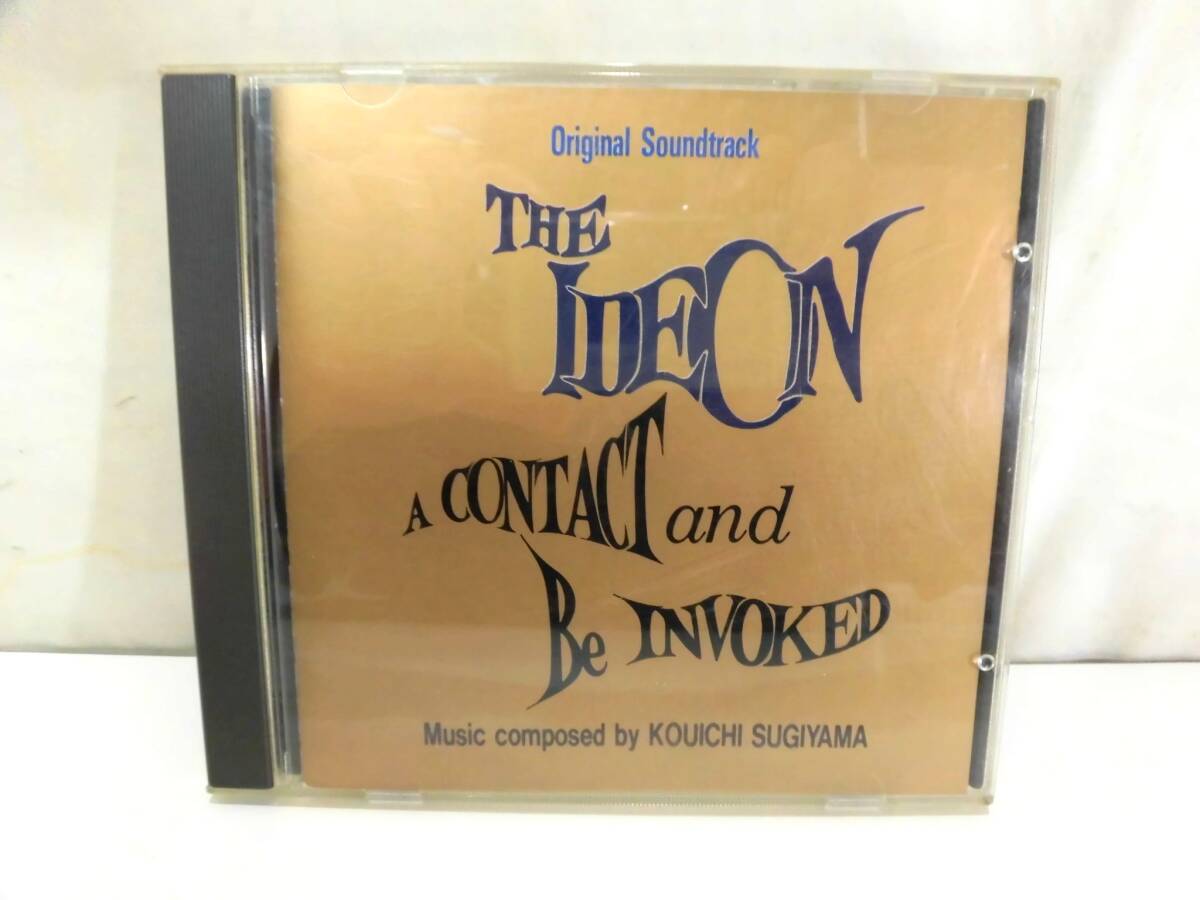 Original Soundtrack
THE
IDEON
A CONTACT and
Be INVOKED
Music composed by KOUICHI SUGIYAMA